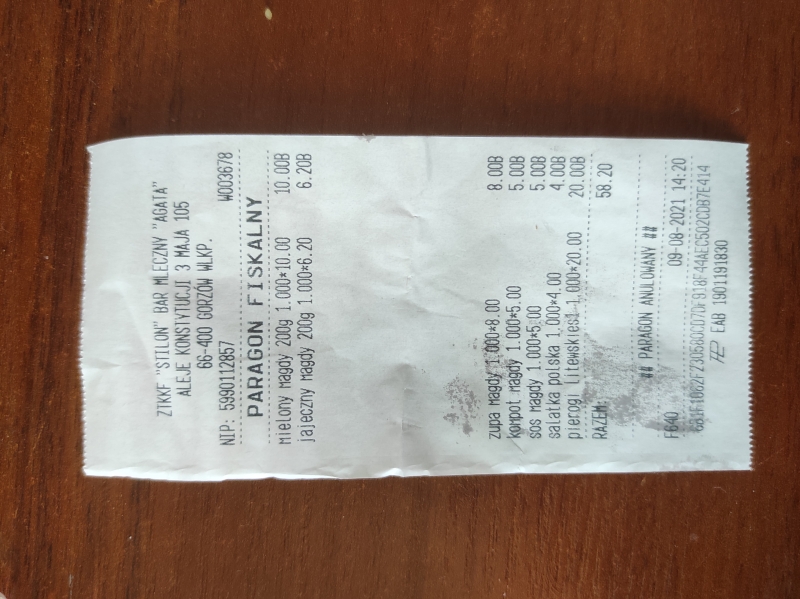 ZTKKF "STILON" BAR MLECZNY "AGATA"
ALEJE KONSTYTUCJI 3 MAJA 105
66-400 GORZÓW WLKP.
NIP: 5990112857 W003678
PARAGON FISKALNY
mielony magdy 200g 1.000*10.00 10.00B
jajeczny magdy 200g 1.000*6.20 6.20B
zupa magdy 1.000*8.00 8.00B
kompot magdy 1.000*5.00 5.00B
sos magdy 1.000*5.00 5.00B
sałatka polska 1.000*4.00 4.00B
pierogi litewskie 1.000*20.00 20.00B
RAZEM: 58.20
## PARAGON ANULOWANY ##
F640 09-08-2021 14:20
EAB 1901191830